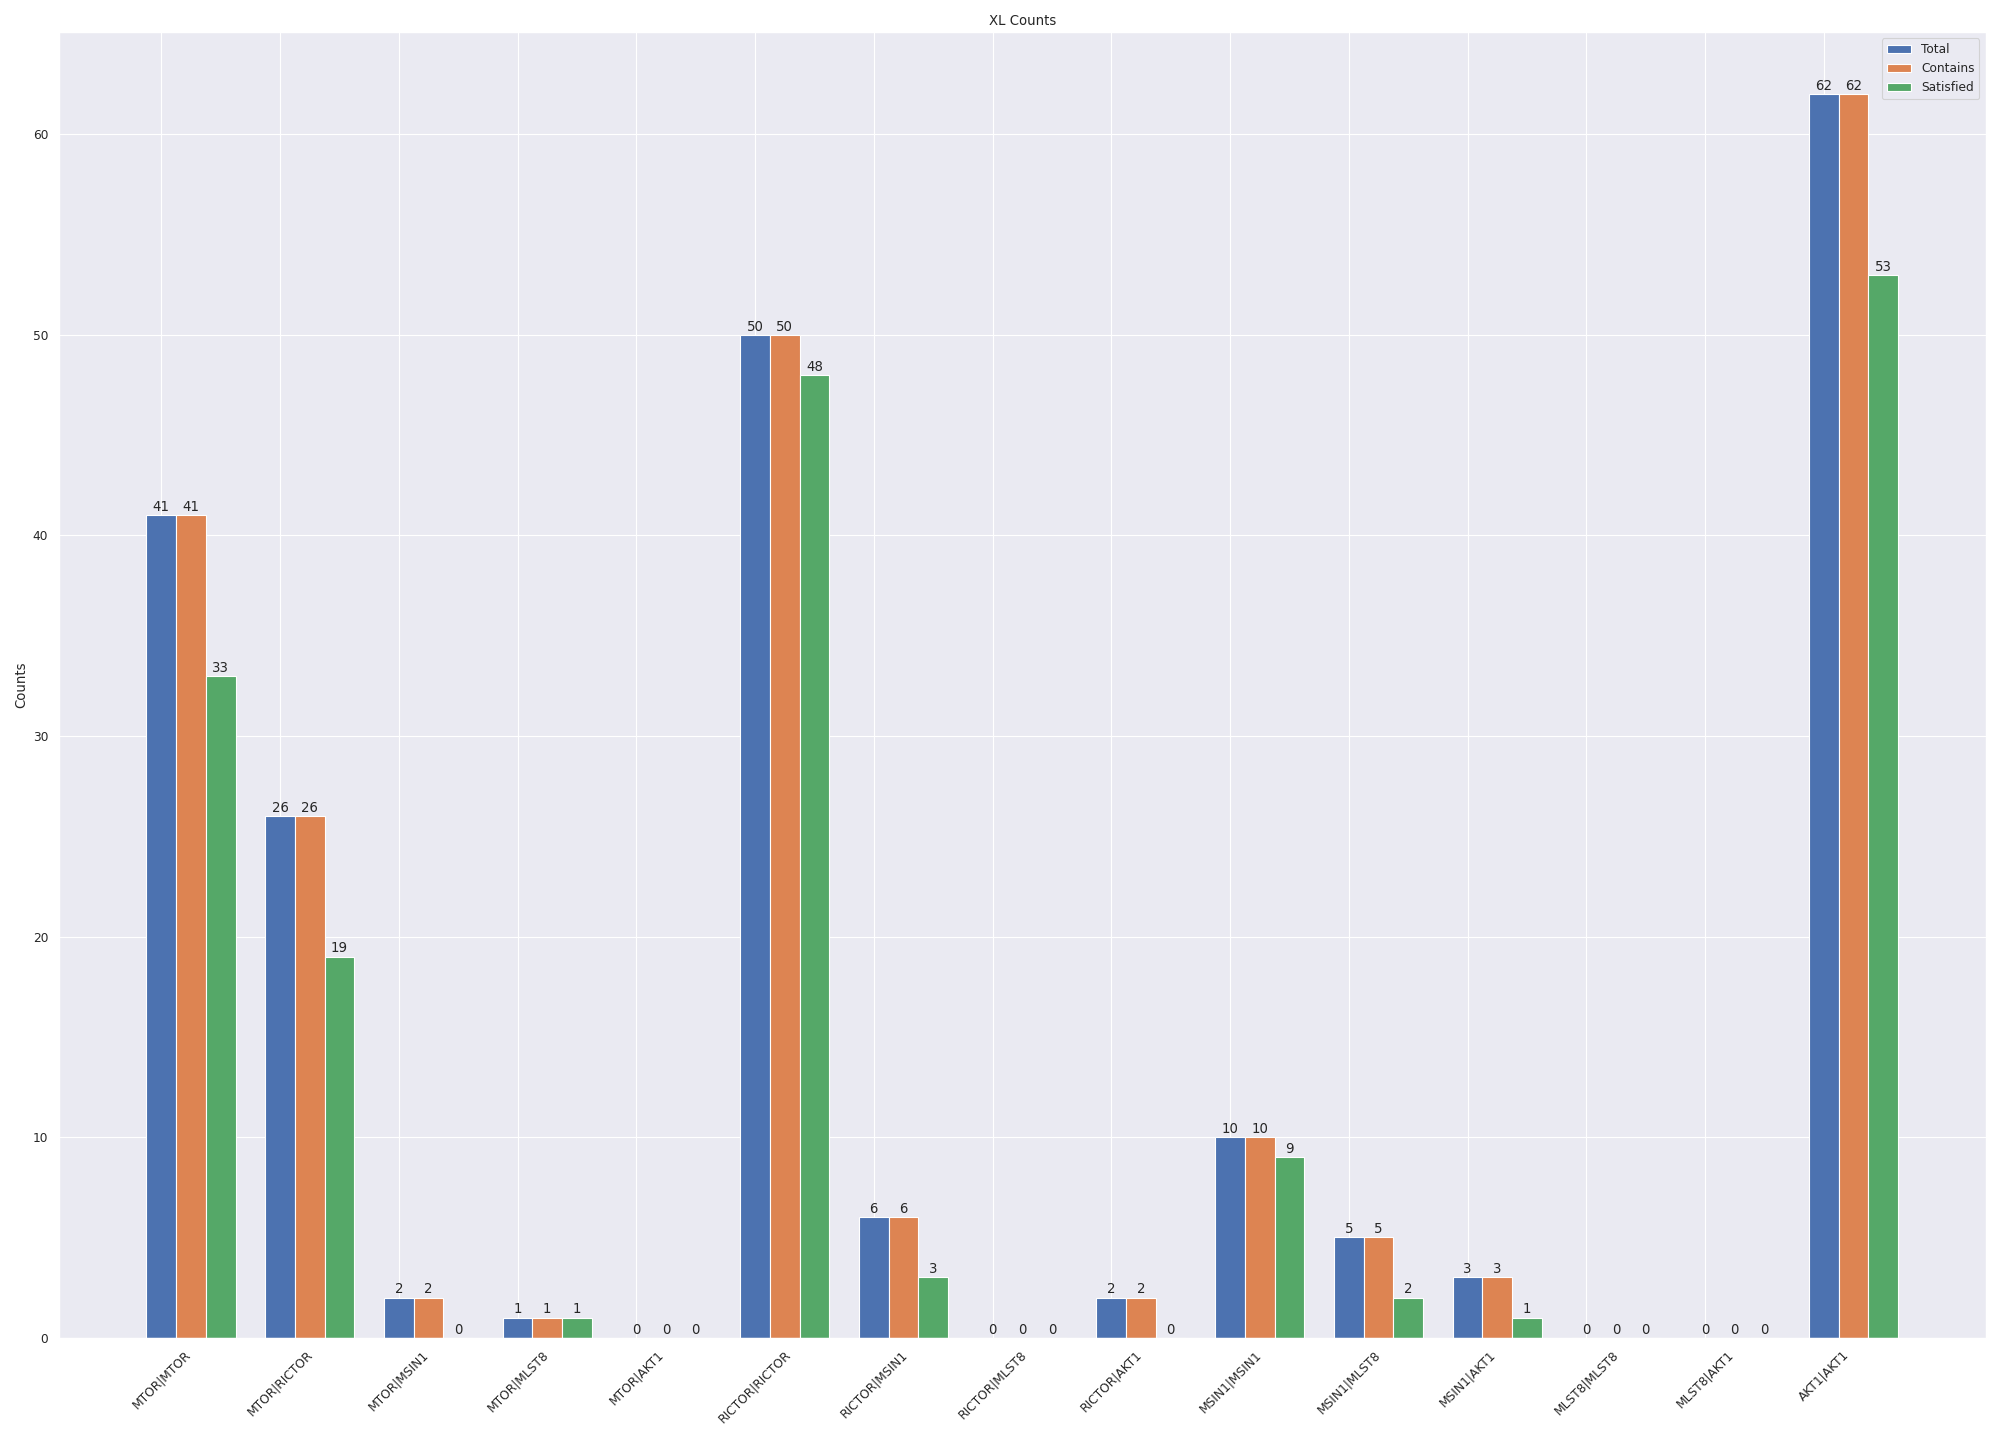 XL Counts
Total
Contains
Satisfied
Counts
60
50
40
30
20
10
0
41 41 33
26 26 19
2 2 0
1 1 1
0 0 0
50 50 48
6 6 3
0 0 0
2 2 0
10 10 9
5 5 2
3 3 1
0 0 0
0 0 0
62 62 53
MTOR|MTOR
MTOR|RICTOR
MTOR|MSIN1
MTOR|MLST8
MTOR|AKT1
RICTOR|RICTOR
RICTOR|MSIN1
RICTOR|MLST8
RICTOR|AKT1
MSIN1|MSIN1
MSIN1|MLST8
MSIN1|AKT1
MLST8|MLST8
MLST8|AKT1
AKT1|AKT1